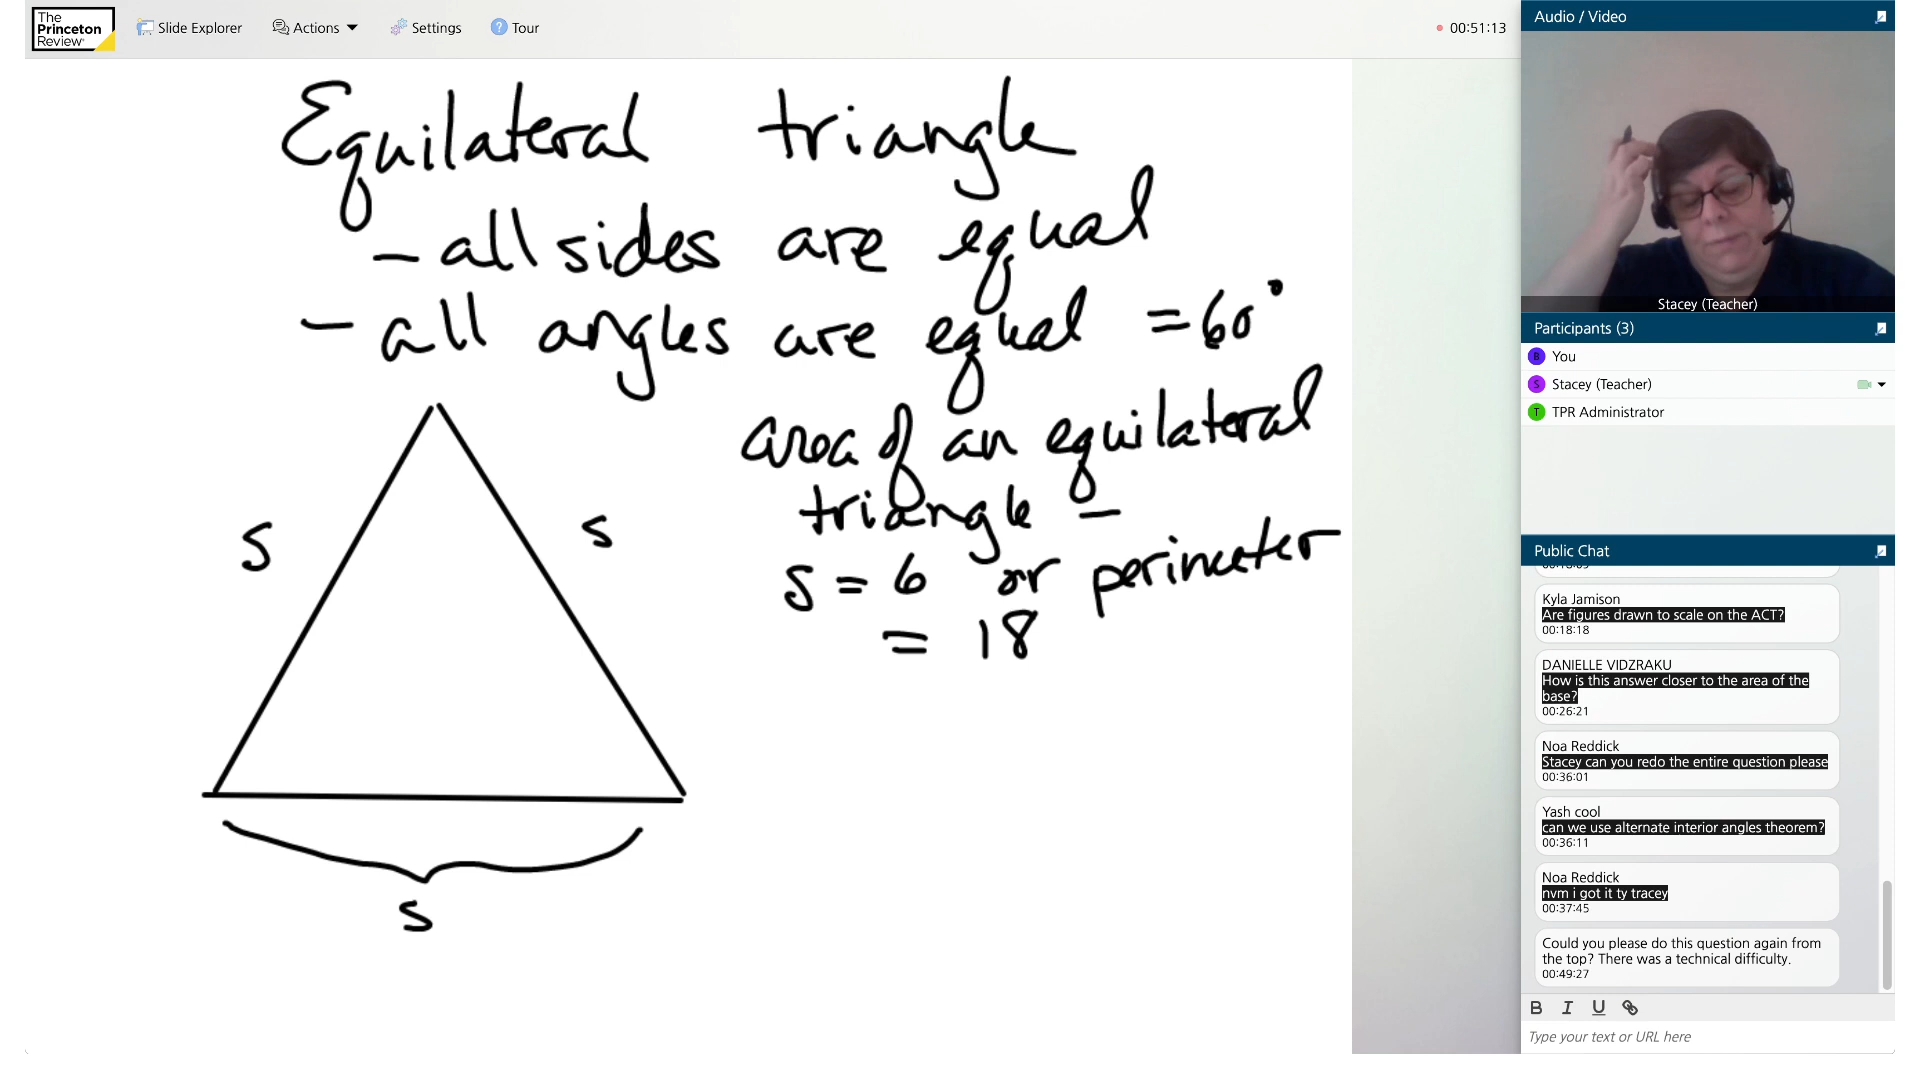 The
Princeton
Review
Slide Explorer
Actions
Settings
Tour
00:51:13
Equilateral triangle
- all sides are equal
- all angles are equal = 60°
area of an equilateral
triangle -
s = 6 or perimeter
= 18
s
s
s
Audio / Video
Stacey (Teacher)
Participants (3)
B You
S Stacey (Teacher)
T TPR Administrator
Public Chat
Kyla Jamison
Are figures drawn to scale on the ACT?
00:18:18
DANIELLE VIDZRAKU
How is this answer closer to the area of the
base?
00:26:21
Noa Reddick
Stacey can you redo the entire question please
00:36:01
Yash cool
can we use alternate interior angles theorem?
00:36:11
Noa Reddick
nvm i got it ty tracey
00:37:45
Could you please do this question again from
the top? There was a technical difficulty.
00:49:27
B I U
Type your text or URL here